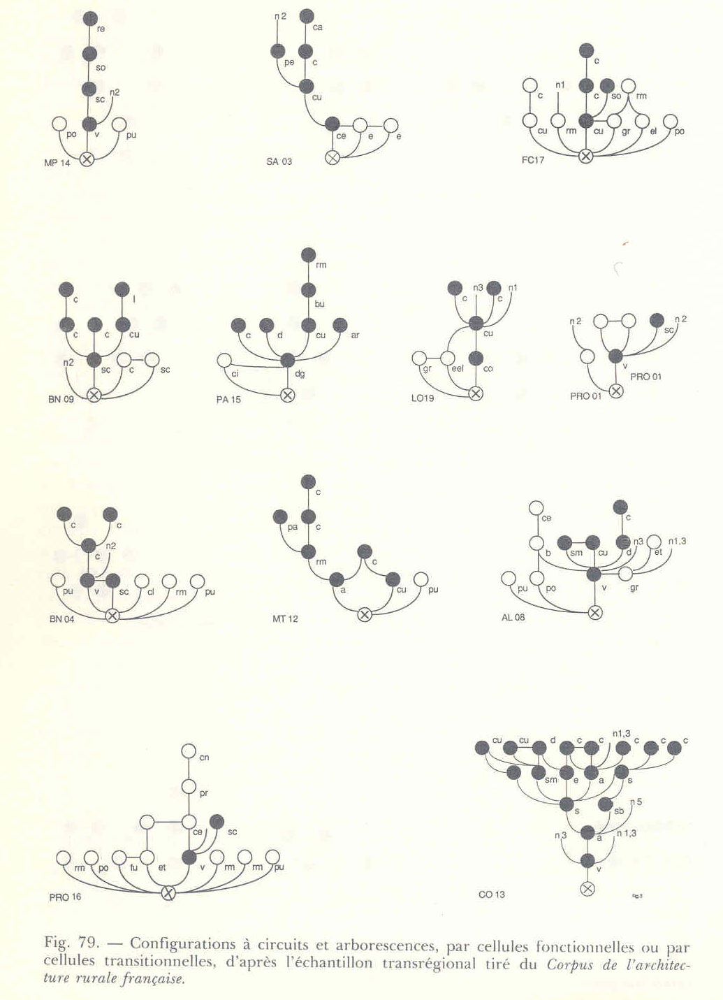 re
so
sc n2
po v pu
MP 14
n2 ca
pe c
cu
ce e e
SA 03
c
c n1 c so rm
cu rm cu gr el po
FC17
c l
c c cu
n2 sc c sc
BN 09
rm
bu
c d cu ar
ci dg
PA 15
c n3 c n1
cu
gr eel co
LO19
n2 sc n2
v
PRO 01
PRO 01
c c
c n2
pu v sc cl rm pu
BN 04
c
pa c
rm c
a cu pu
MT 12
ce c
b sm cu d n3 et n1,3
pu po v gr
AL 08
cn
pr
ce sc
rm po fu et v rm rm pu
PRO 16
cu cu d c c n1,3 c c c
sm e a s
s sb n5
n3 a n1,3
v
CO 13
Fig. 79. — Configurations à circuits et arborescences, par cellules fonctionnelles ou par
cellules transitionnelles, d'après l'échantillon transrégional tiré du Corpus de l'architec-
ture rurale française.